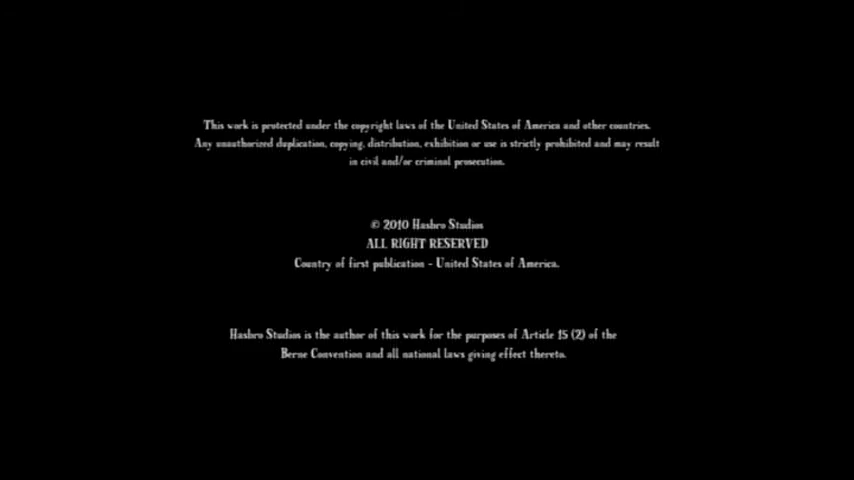 This work is protected under the copyright laws of the United States of America and other countries.
Any unauthorized duplication, copying, distribution, exhibition or use is strictly prohibited and may result
in civil and/or criminal prosecution.
© 2010 Hasbro Studios
ALL RIGHT RESERVED
Country of first publication - United States of America.
Hasbro Studios is the author of this work for the purposes of Article 15 (2) of the
Berne Convention and all national laws giving effect thereto.